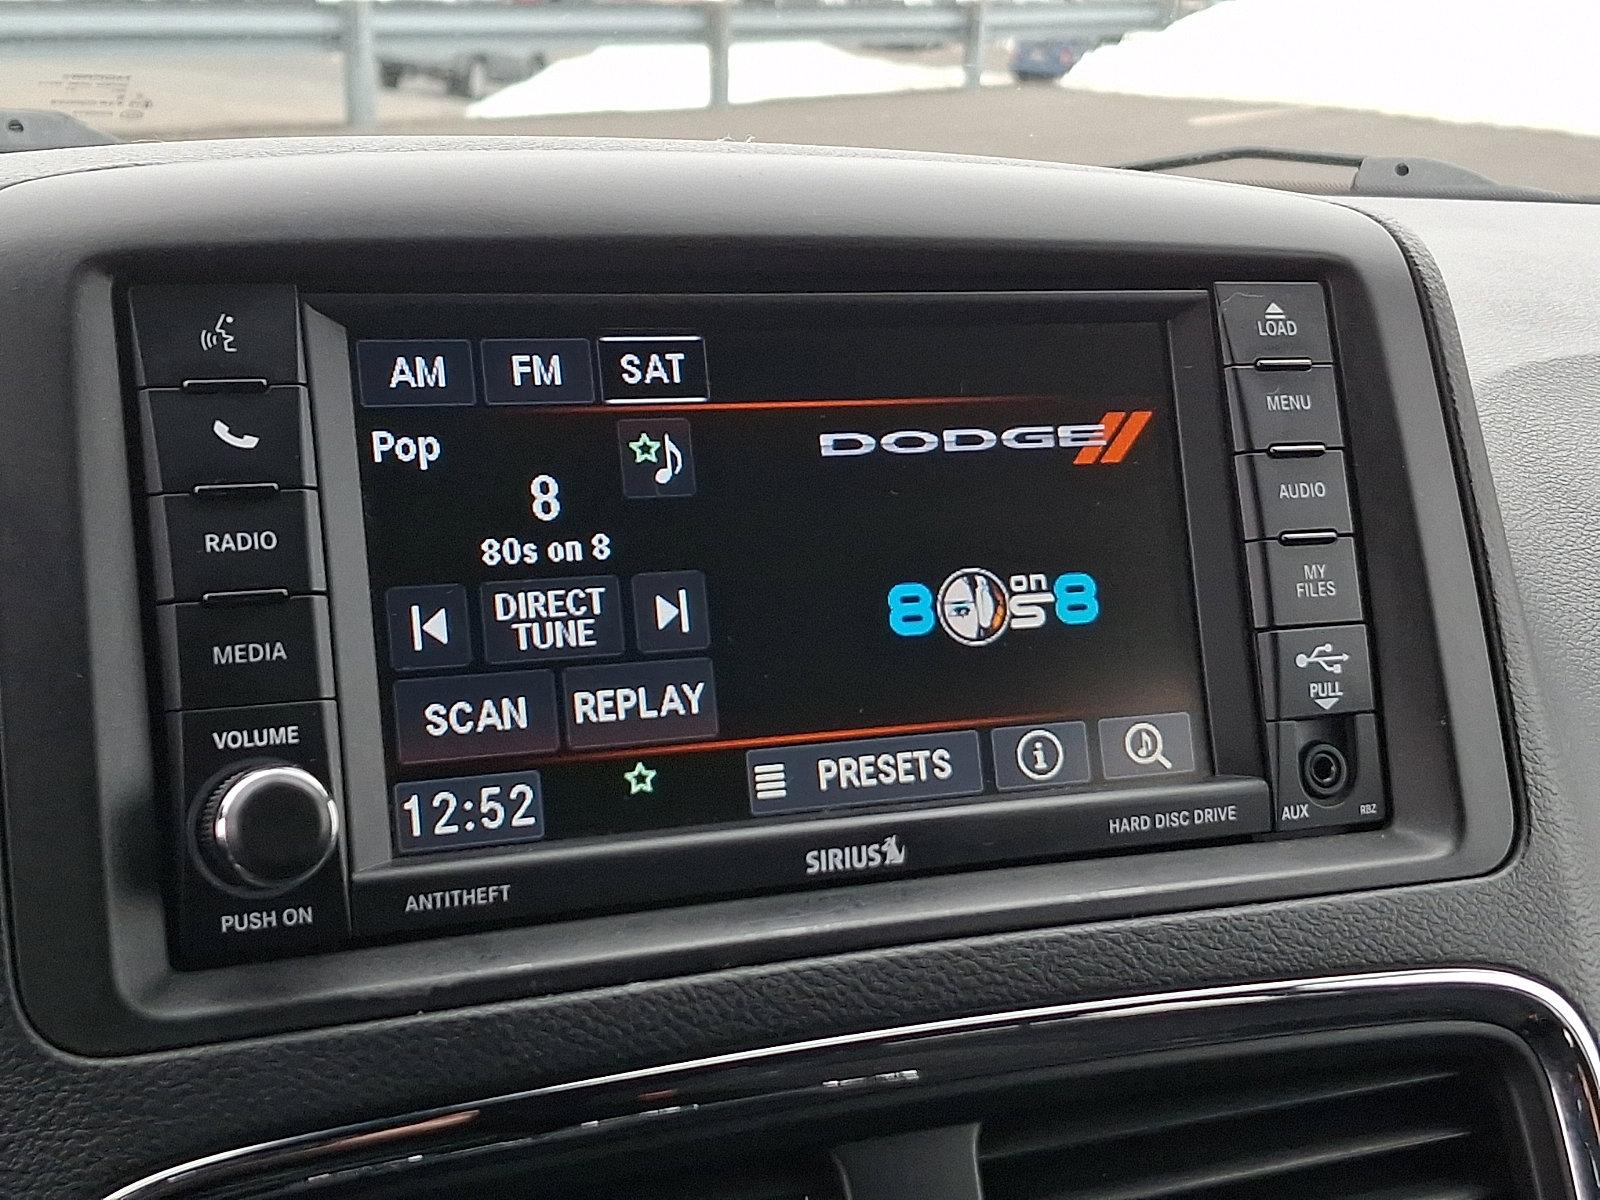 AM FM SAT
Pop
DODGE
8
80s on 8
DIRECT
TUNE
8 on 8
0s
SCAN REPLAY
12:52
PRESETS
RADIO
MEDIA
VOLUME
PUSH ON
ANTITHEFT
SIRIUS
HARD DISC DRIVE
LOAD
MENU
AUDIO
MY
FILES
PULL
AUX RBZ